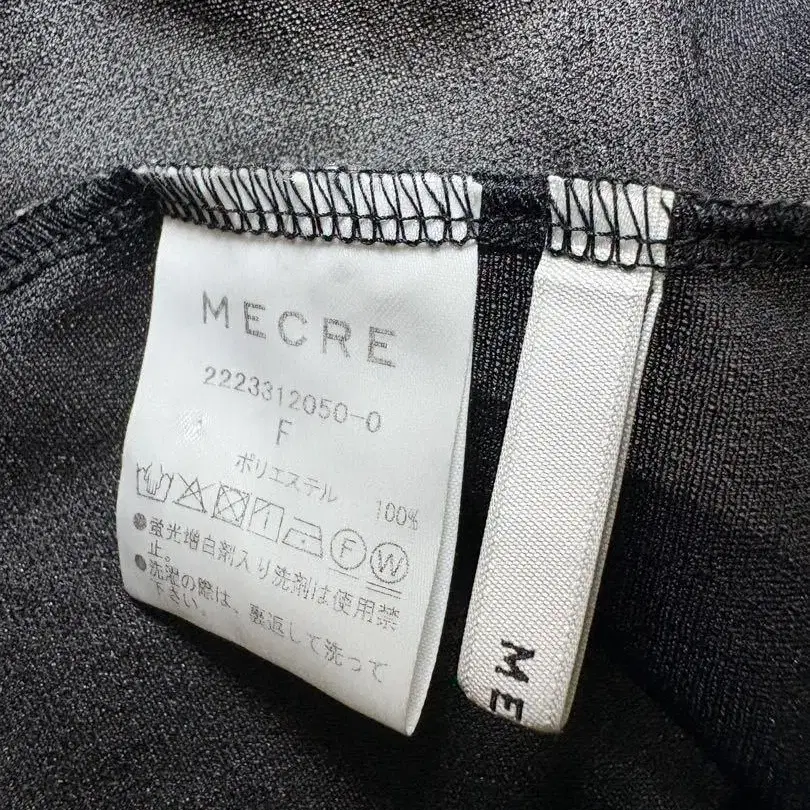 MECRE
2223312050-0
F
ポリエステル 100%
F W
●蛍光増白剤入り洗剤は使用禁
止。
●洗濯の際は、裏返して洗って
下さい。
ME